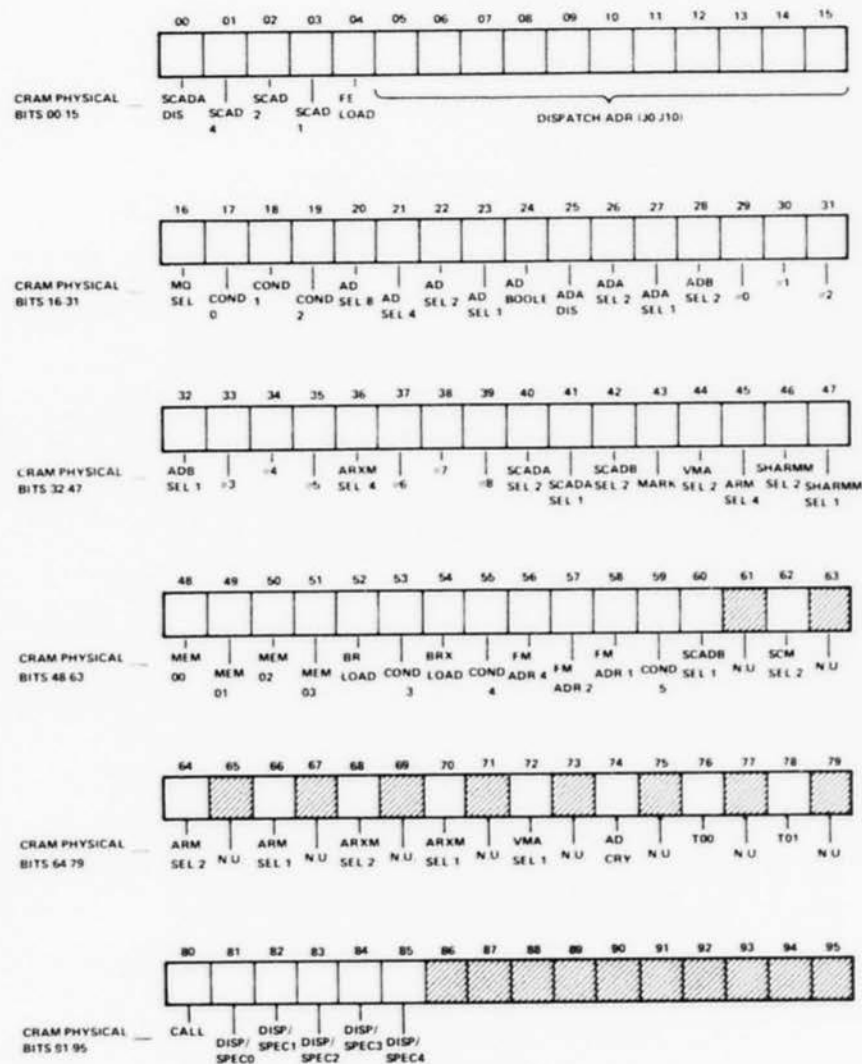 00 01 02 03 04 05 06 07 08 09 10 11 12 13 14 15
CRAM PHYSICAL BITS 00 15
SCADA DIS
SCAD 4
SCAD 2
SCAD 1
FE LOAD
DISPATCH ADR (J0 J10)
16 17 18 19 20 21 22 23 24 25 26 27 28 29 30 31
CRAM PHYSICAL BITS 16 31
MQ SEL
COND 0
COND 1
COND 2
AD SEL 8
AD SEL 4
AD SEL 2
AD SEL 1
AD BOOLE
ADA DIS
ADA SEL 2
ADA SEL 1
ADB SEL 2
#0
#1
#2
32 33 34 35 36 37 38 39 40 41 42 43 44 45 46 47
CRAM PHYSICAL BITS 32 47
ADB SEL 1
#3
#4
#5
ARXM SEL 4
#6
#7
#8
SCADA SEL 2
SCADA SEL 1
SCADB SEL 2
MARK
VMA SEL 2
ARM SEL 4
SHARMM SEL 2
SHARMM SEL 1
48 49 50 51 52 53 54 55 56 57 58 59 60 61 62 63
CRAM PHYSICAL BITS 48 63
MEM 00
MEM 01
MEM 02
MEM 03
BR LOAD
COND 3
BRX LOAD
COND 4
FM ADR 4
FM ADR 2
FM ADR 1
COND 5
SCADB SEL 1
N.U
SCM SEL 2
N.U
64 65 66 67 68 69 70 71 72 73 74 75 76 77 78 79
CRAM PHYSICAL BITS 64 79
ARM SEL 2
N.U
ARM SEL 1
N.U
ARXM SEL 2
N.U
ARXM SEL 1
N.U
VMA SEL 1
N.U
AD CRY
N.U
T00
N.U
T01
N.U
80 81 82 83 84 85 86 87 88 89 90 91 92 93 94 95
CRAM PHYSICAL BITS 91 95
CALL
DISP/ SPEC0
DISP/ SPEC1
DISP/ SPEC2
DISP/ SPEC3
DISP/ SPEC4